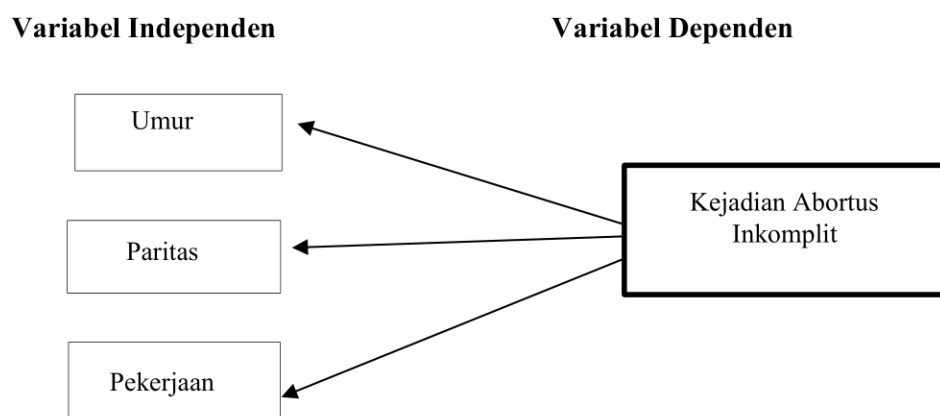 Variabel Independen
Variabel Dependen
Umur
Paritas
Pekerjaan
Kejadian Abortus
Inkomplit